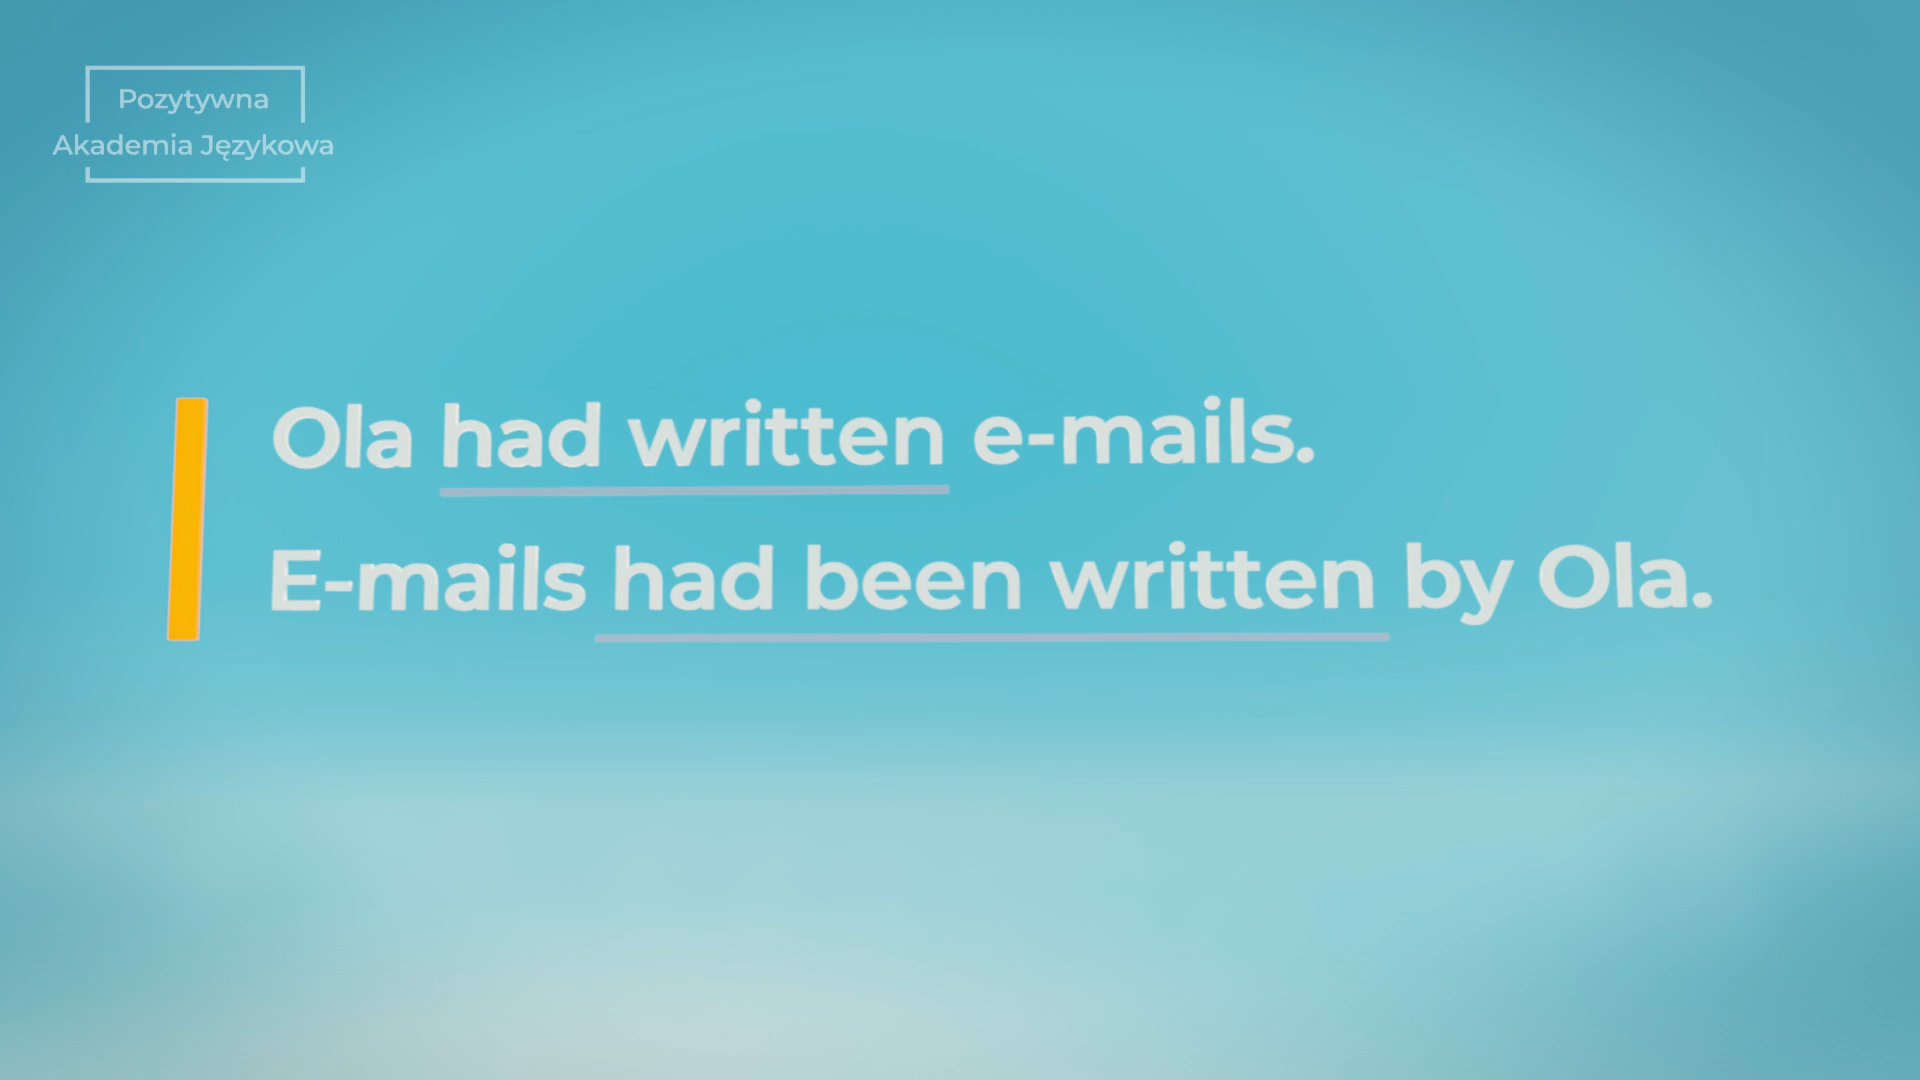 Pozytywna
Akademia Językowa
Ola had written e-mails.
E-mails had been written by Ola.